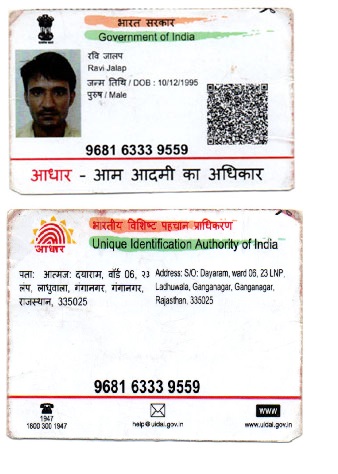 भारत सरकार
Government of India
रवि जालप
Ravi Jalap
जन्म तिथि / DOB : 10/12/1995
पुरुष / Male
9681 6333 9559
आधार - आम आदमी का अधिकार
भारतीय विशिष्ट पहचान प्राधिकरण
Unique Identification Authority of India
आधार
पता: आत्मज: दयाराम, वॉर्ड 06, २३
लंप, लाधुवाला, गंगानगर, गंगानगर,
राजस्थान, 335025
Address: S/O: Dayaram, ward 06, 23 LNP,
Ladhuwala, Ganganagar, Ganganagar,
Rajasthan, 335025
9681 6333 9559
1947
1800 300 1947
help@uidai.gov.in
www
www.uidai.gov.in